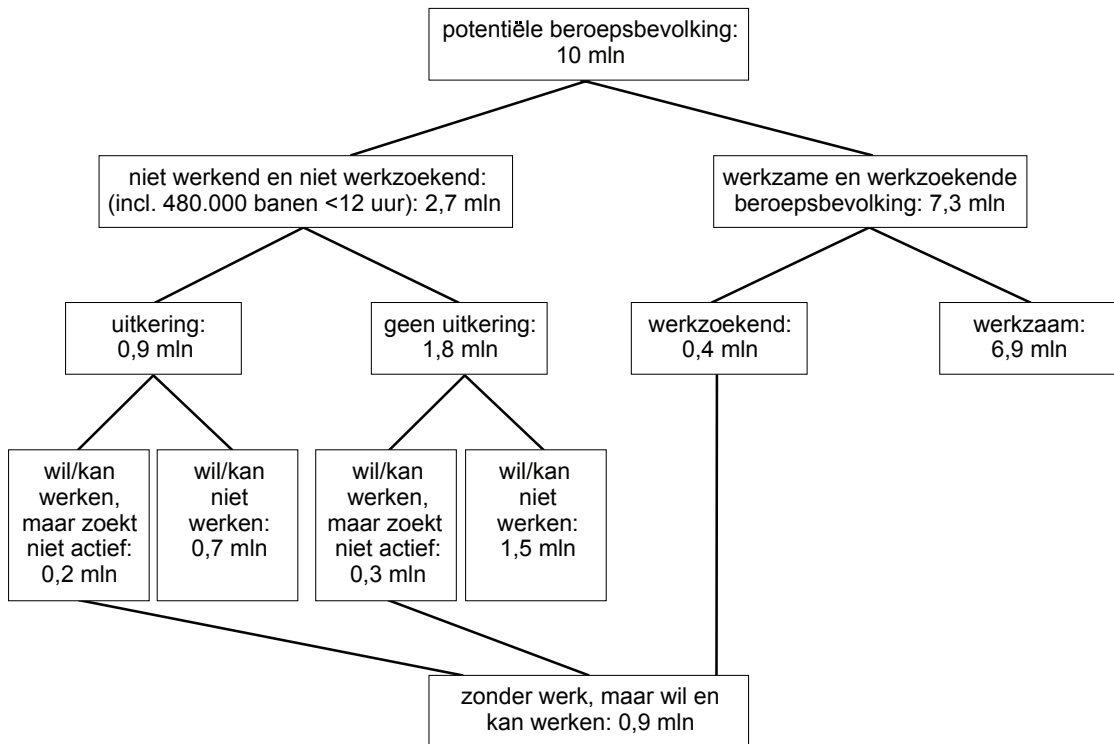 potentiële beroepsbevolking:
10 mln
niet werkend en niet werkzoekend:
(incl. 480.000 banen <12 uur): 2,7 mln
werkzame en werkzoekende
beroepsbevolking: 7,3 mln
uitkering:
0,9 mln
geen uitkering:
1,8 mln
werkzoekend:
0,4 mln
werkzaam:
6,9 mln
wil/kan
werken,
maar zoekt
niet actief:
0,2 mln
wil/kan
niet
werken:
0,7 mln
wil/kan
werken,
maar zoekt
niet actief:
0,3 mln
wil/kan
niet
werken:
1,5 mln
zonder werk, maar wil en
kan werken: 0,9 mln